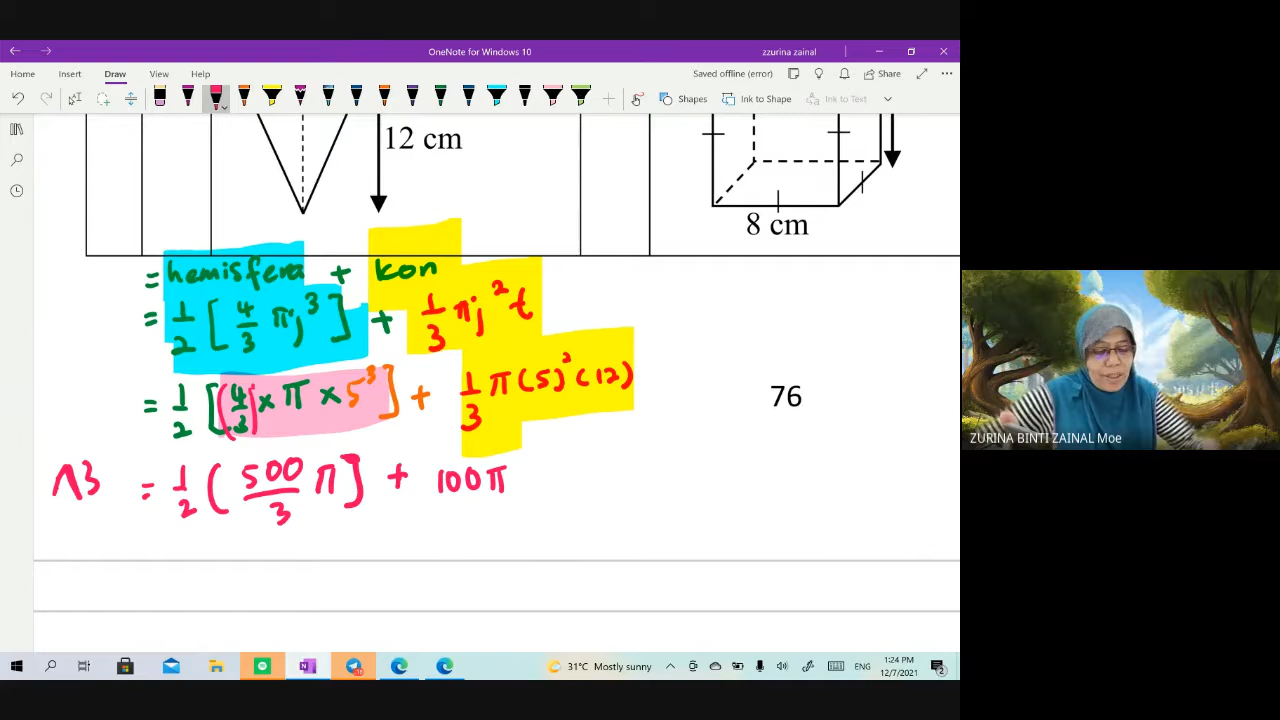 OneNote for Windows 10
zzurina zainal
Home Insert Draw View Help
Saved offline (error) Share
Shapes Ink to Shape Ink to Text
12 cm
8 cm
= hemisfera + kon
= 1/2 [4/3 πj³] + 1/3 πj² t
= 1/2 [(4/3) × π × 5³] + 1/3 π (5)² (12)
76
= 1/2 (500/3 π] + 100π
ZURINA BINTI ZAINAL Moe
31°C Mostly sunny
ENG
1:24 PM
12/7/2021
2